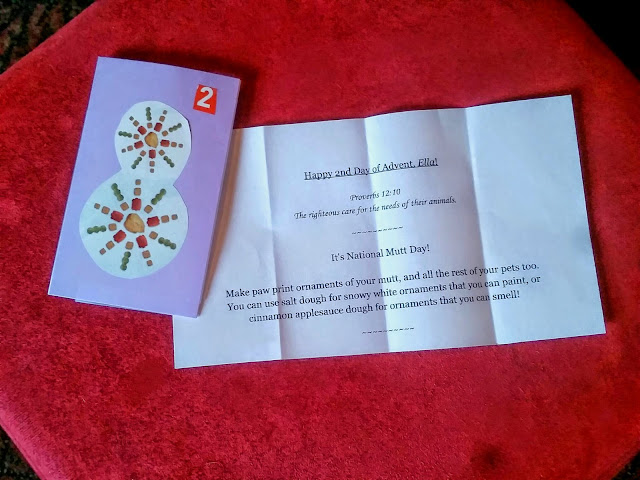 2
Happy 2nd Day of Advent, Ella!
Proverbs 12:10
The righteous care for the needs of their animals.
~~~~~~~~~~
It's National Mutt Day!
Make paw print ornaments of your mutt, and all the rest of your pets too.
You can use salt dough for snowy white ornaments that you can paint, or
cinnamon applesauce dough for ornaments that you can smell!
~~~~~~~~~~